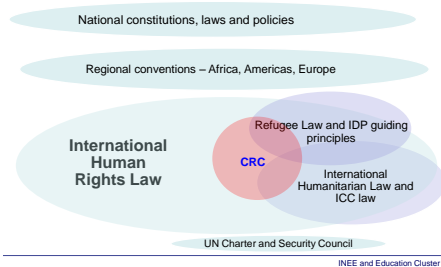 National constitutions, laws and policies
Regional conventions – Africa, Americas, Europe
International
Human
Rights Law
Refugee Law and IDP guiding
principles
CRC
International
Humanitarian Law and
ICC law
UN Charter and Security Council
INEE and Education Cluster